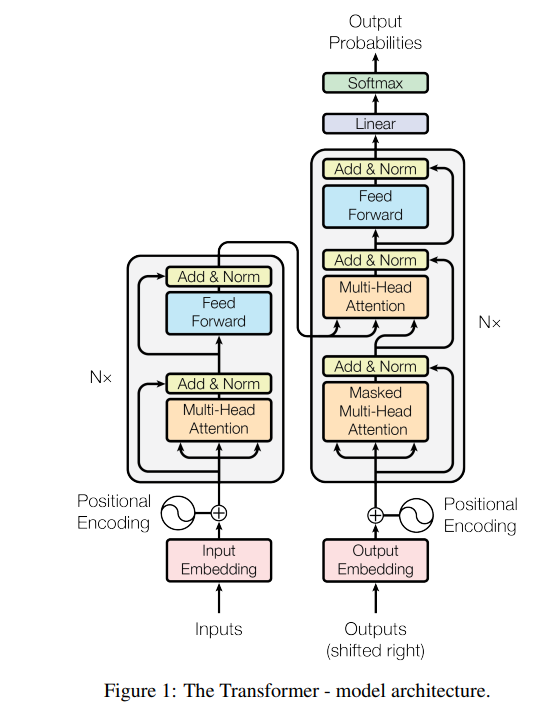 Output
Probabilities
Softmax
Linear
Add & Norm
Feed
Forward
Add & Norm
Multi-Head
Attention
Add & Norm
Masked
Multi-Head
Attention
Nx
Add & Norm
Feed
Forward
Add & Norm
Multi-Head
Attention
N×
Positional
Encoding
Positional
Encoding
Input
Embedding
Output
Embedding
Inputs
Outputs
(shifted right)
Figure 1: The Transformer - model architecture.